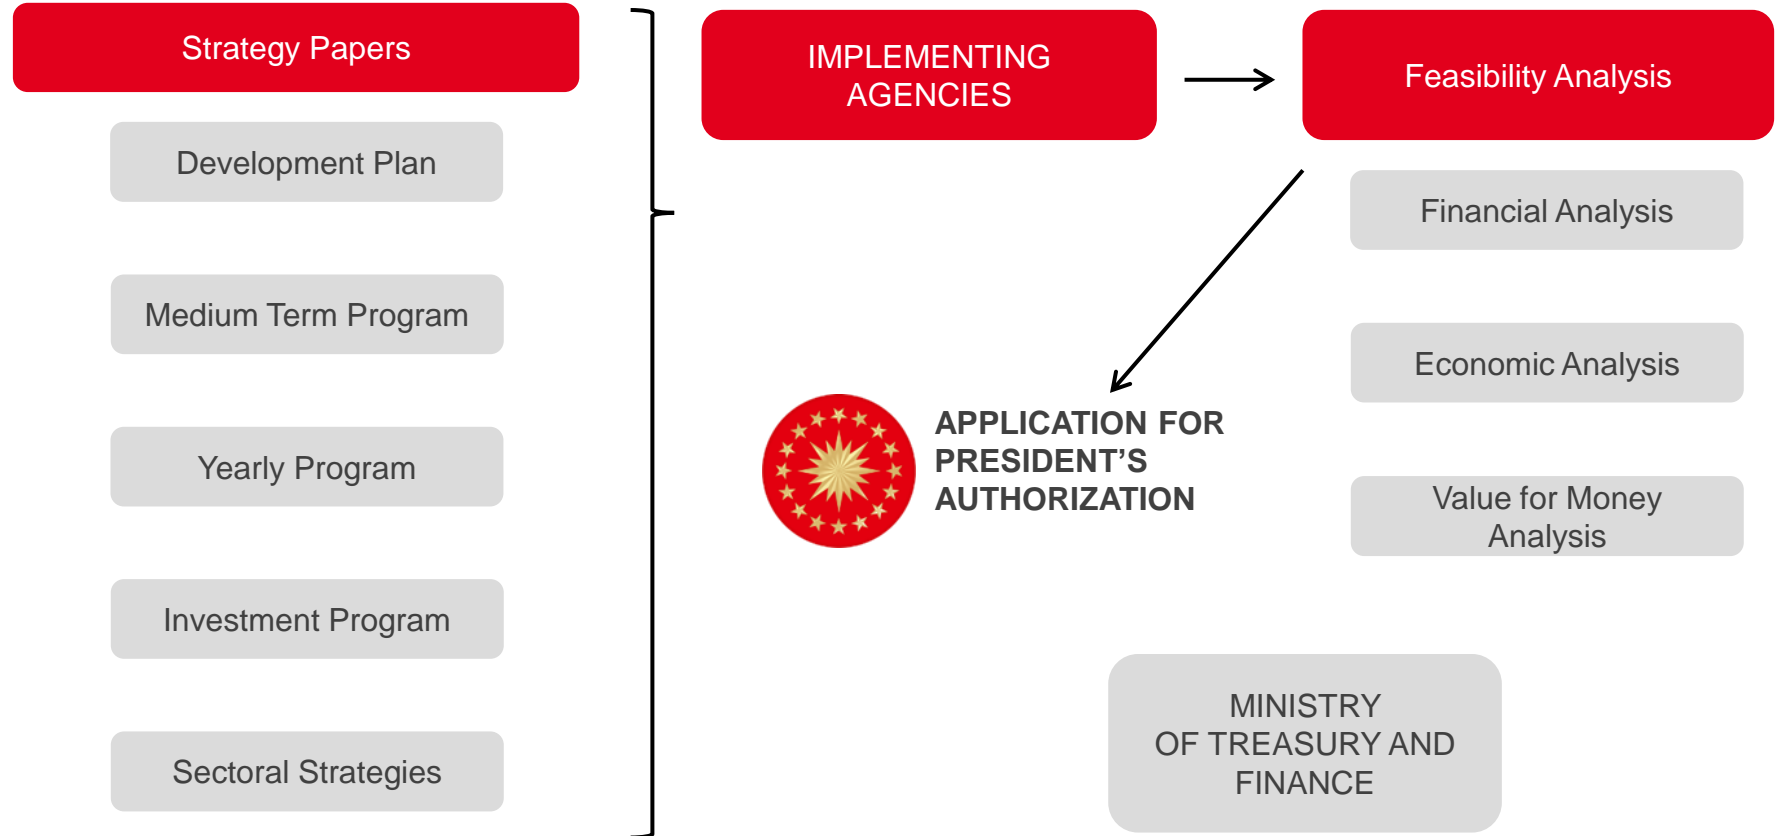 Strategy Papers
Development Plan
Medium Term Program
Yearly Program
Investment Program
Sectoral Strategies
IMPLEMENTING
AGENCIES
Feasibility Analysis
Financial Analysis
Economic Analysis
Value for Money
Analysis
APPLICATION FOR
PRESIDENT’S
AUTHORIZATION
MINISTRY
OF TREASURY AND
FINANCE